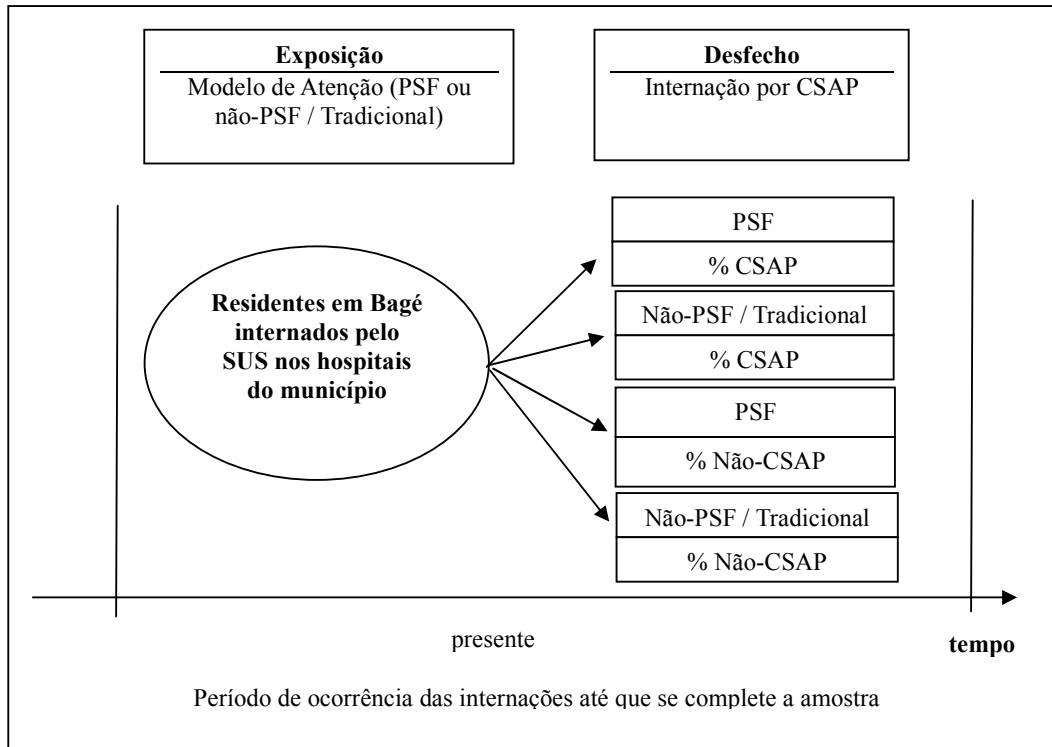 Exposição
Modelo de Atenção (PSF ou
não-PSF / Tradicional)
Desfecho
Internação por CSAP
Residentes em Bagé
internados pelo
SUS nos hospitais
do município
PSF
% CSAP
Não-PSF / Tradicional
% CSAP
PSF
% Não-CSAP
Não-PSF / Tradicional
% Não-CSAP
presente
tempo
Período de ocorrência das internações até que se complete a amostra